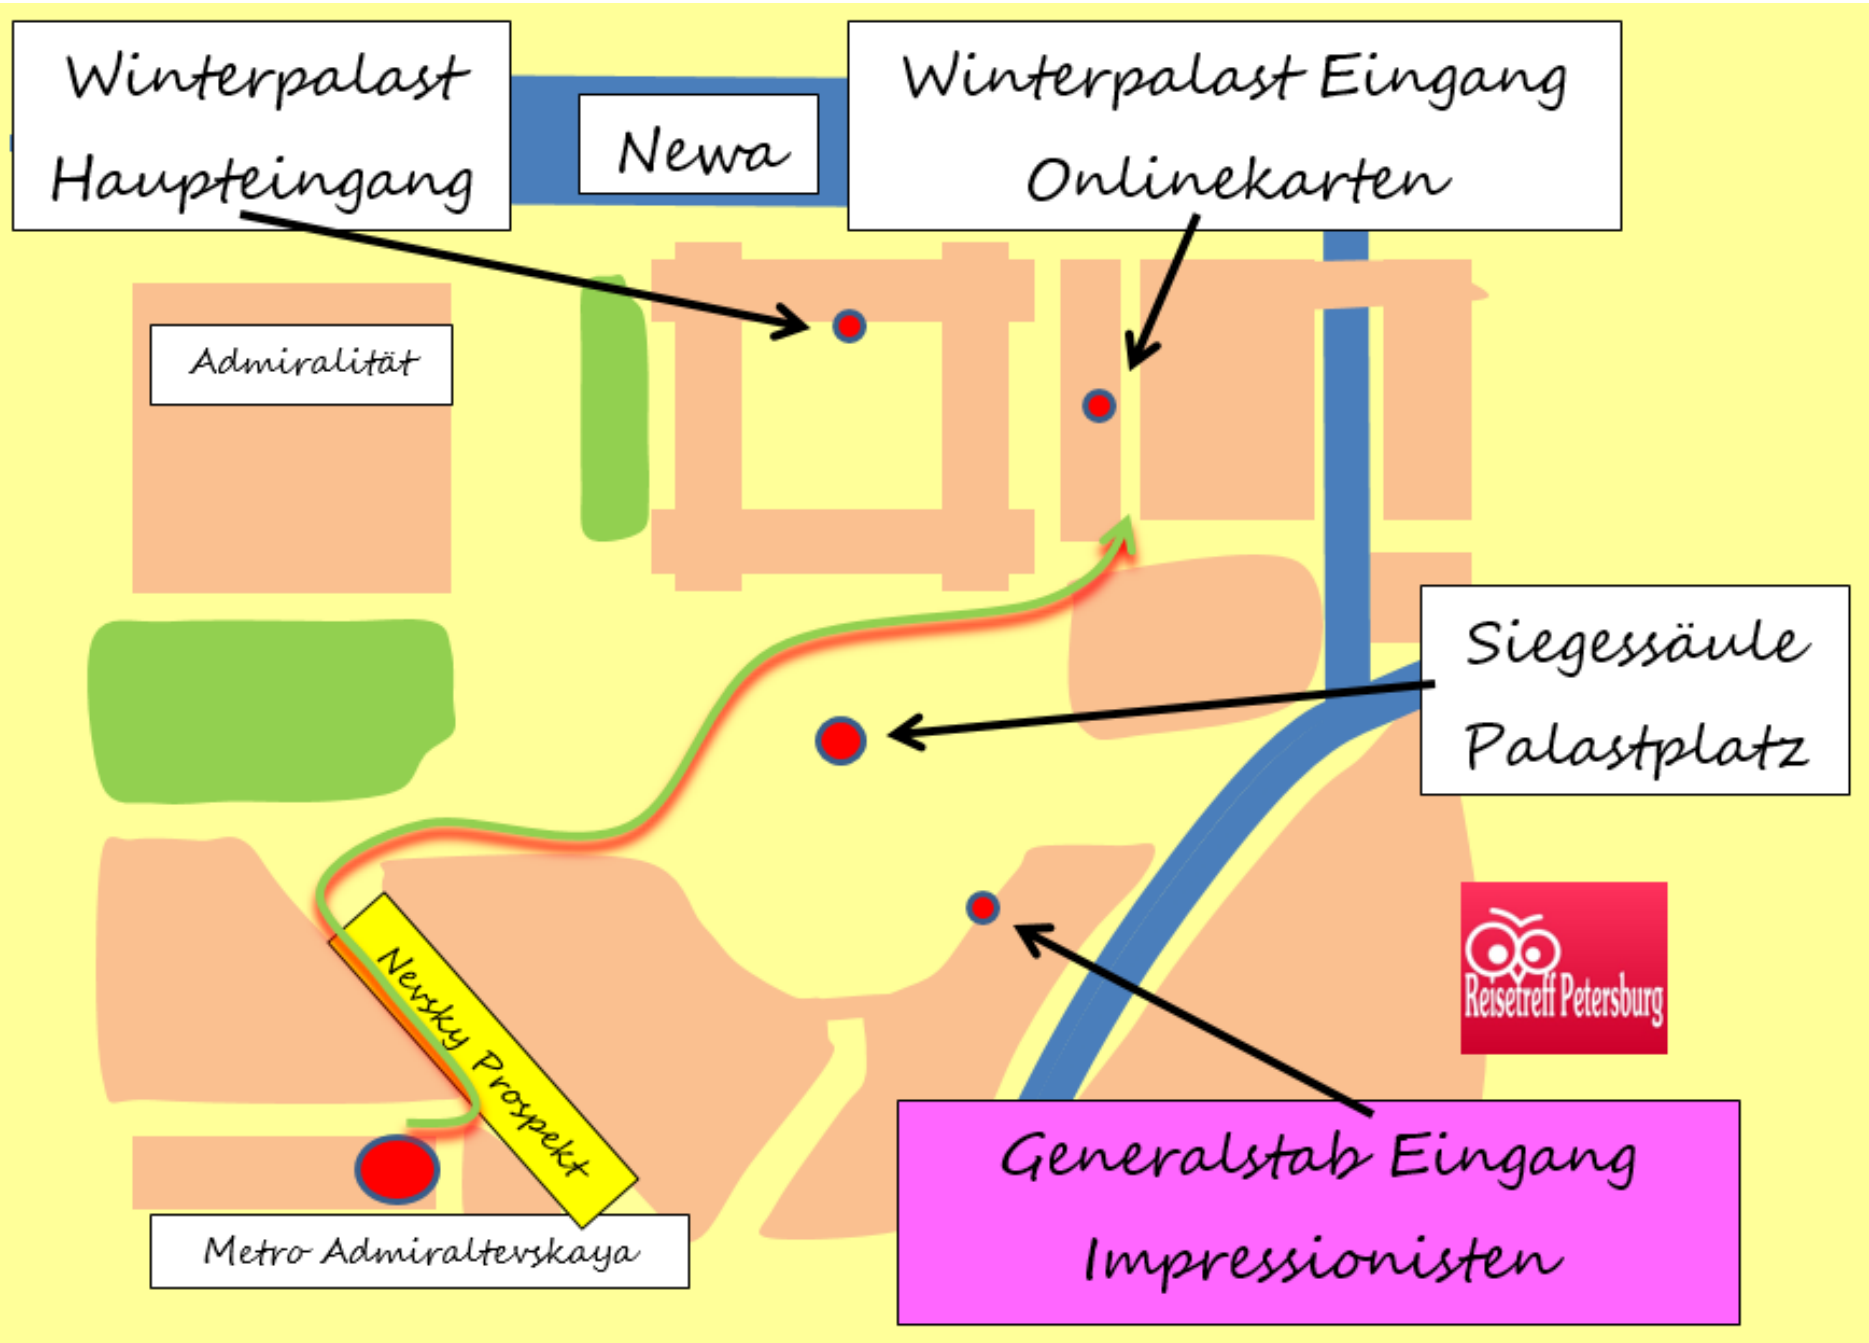 Winterpalast
Haupteingang
Newa
Winterpalast Eingang
Onlinekarten
Admiralität
Siegessäule
Palastplatz
Nevsky Prospekt
Reisetreff Petersburg
Generalstab Eingang
Impressionisten
Metro Admiraltevskaya